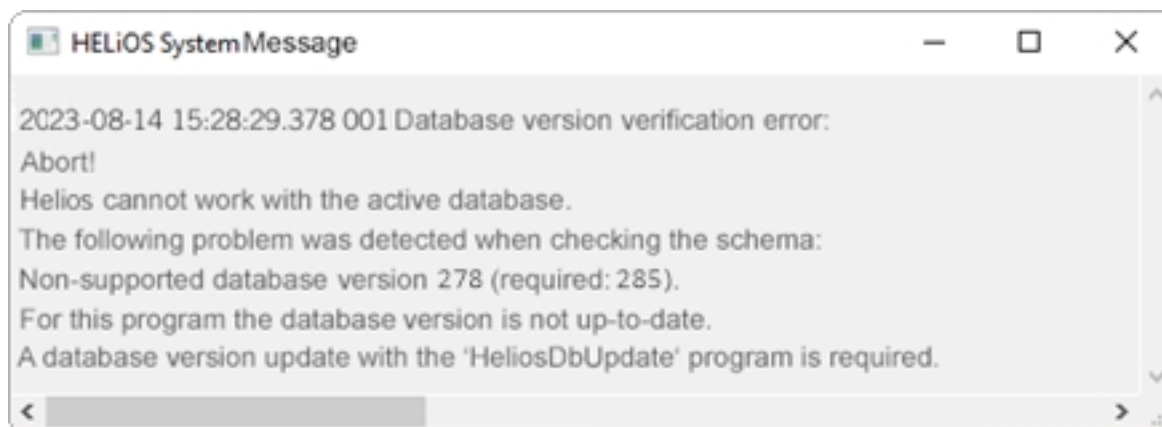 HELiOS System Message
2023-08-14 15:28:29.378 001 Database version verification error:
Abort!
Helios cannot work with the active database.
The following problem was detected when checking the schema:
Non-supported database version 278 (required: 285).
For this program the database version is not up-to-date.
A database version update with the ‘HeliosDbUpdate‘ program is required.